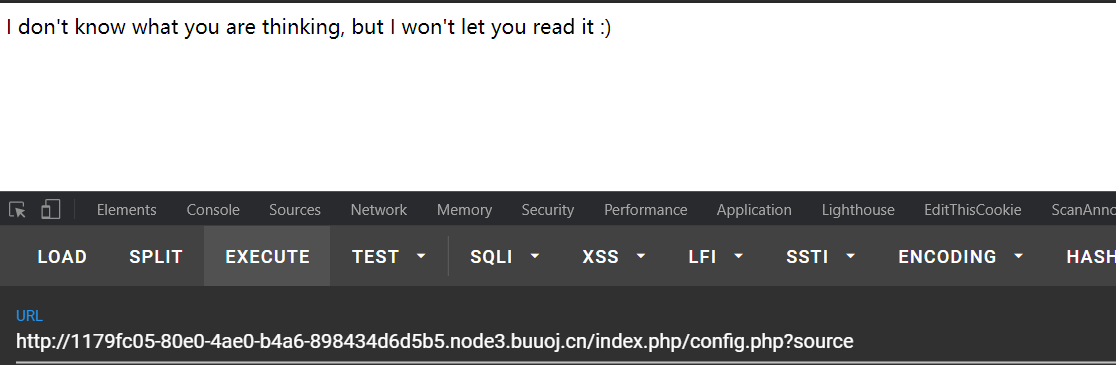 I don't know what you are thinking, but I won't let you read it :)
Elements Console Sources Network Memory Security Performance Application Lighthouse EditThisCookie ScanAnno
LOAD SPLIT EXECUTE TEST SQLI XSS LFI SSTI ENCODING HASH
URL
http://1179fc05-80e0-4ae0-b4a6-898434d6d5b5.node3.buuoj.cn/index.php/config.php?source